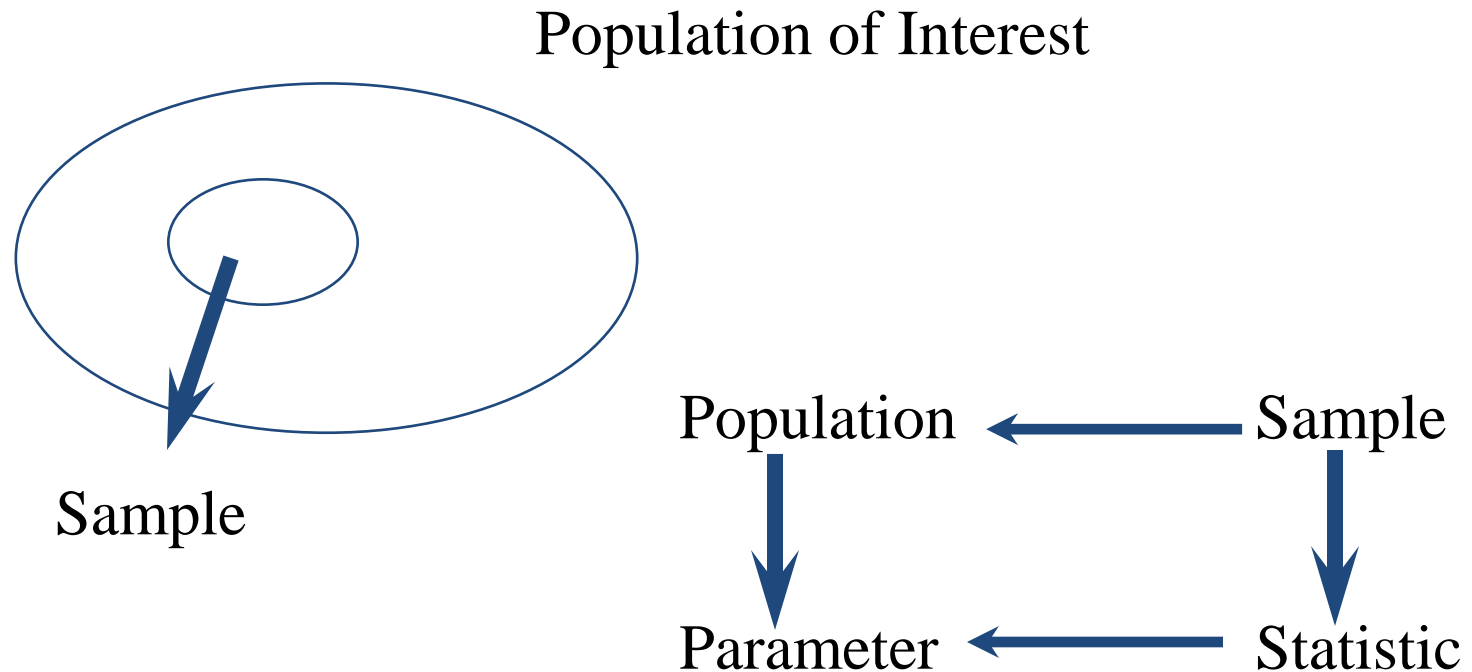 Population of Interest
Population
Sample
Sample
Parameter
Statistic